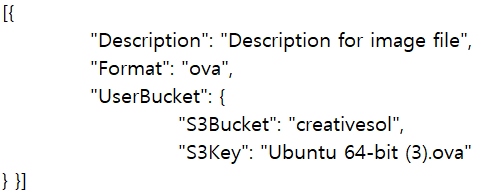 [{
"Description": "Description for image file",
"Format": "ova",
"UserBucket": {
"S3Bucket": "creativesol",
"S3Key": "Ubuntu 64-bit (3).ova"
} }]